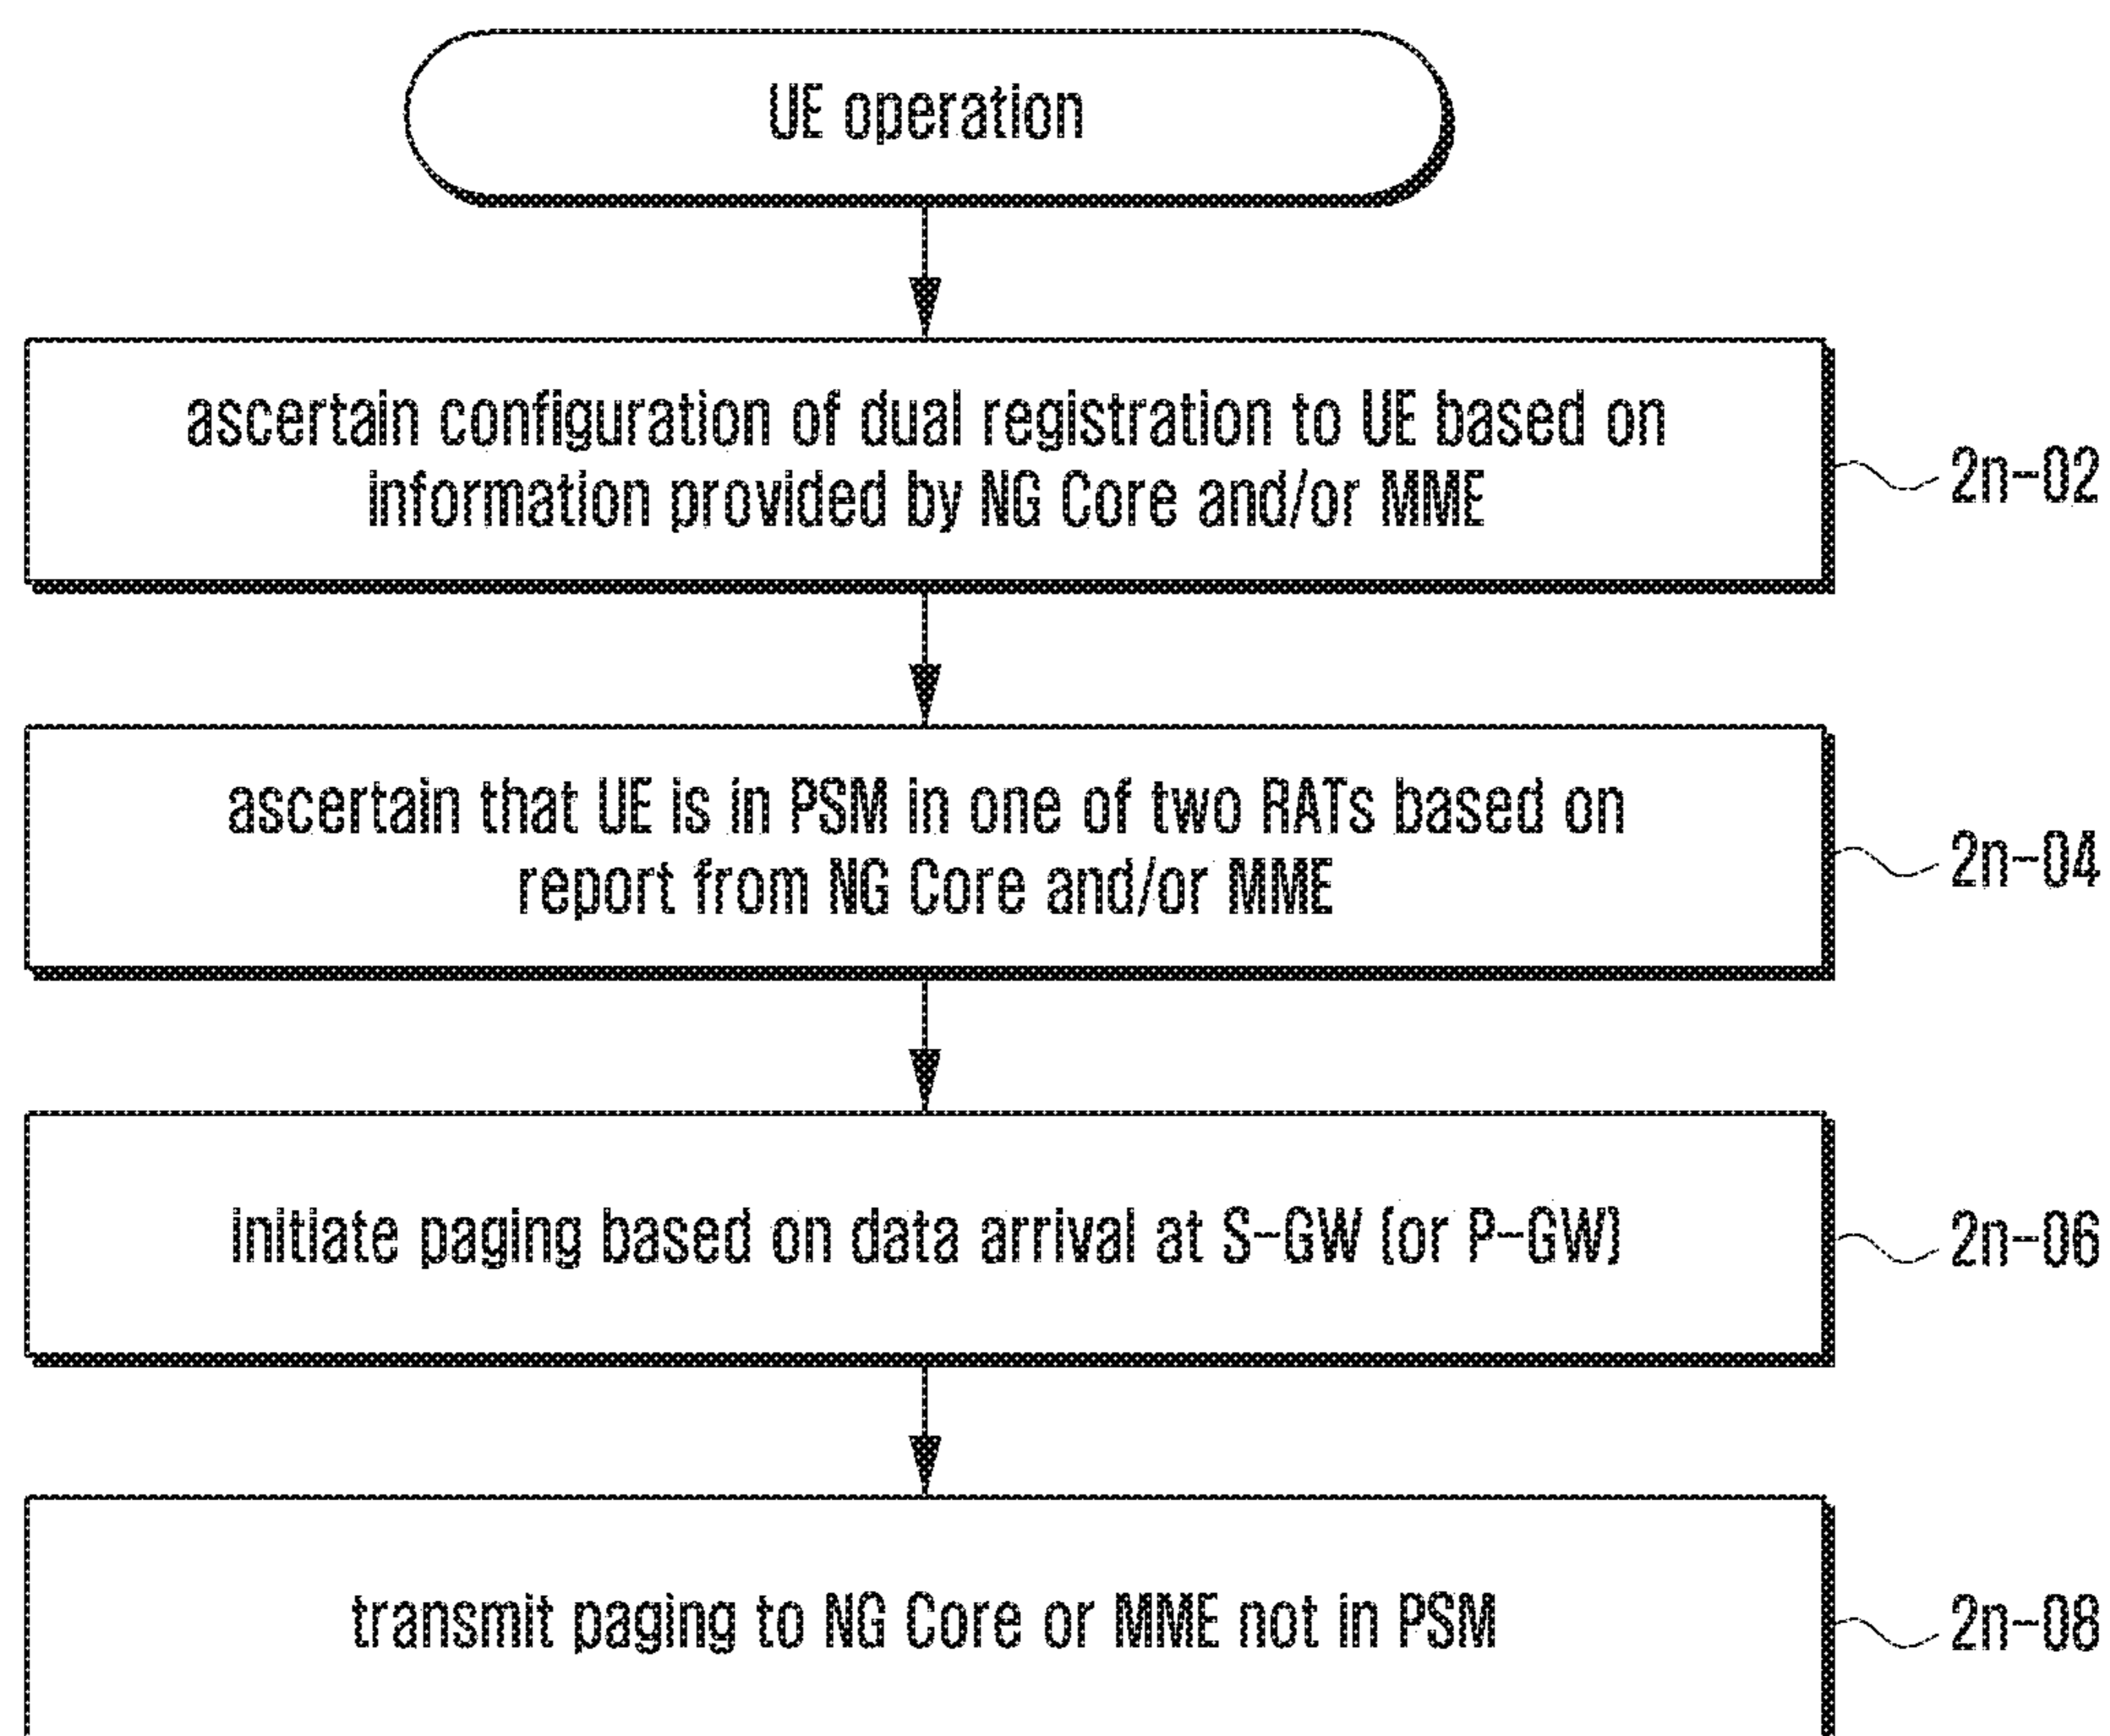 UE operation
ascertain configuration of dual registration to UE based on
information provided by NG Core and/or MME
2n-02
ascertain that UE is in PSM in one of two RATs based on
report from NG Core and/or MME
2n-04
initiate paging based on data arrival at S-GW (or P-GW)
2n-06
transmit paging to NG Core or MME not in PSM
2n-08